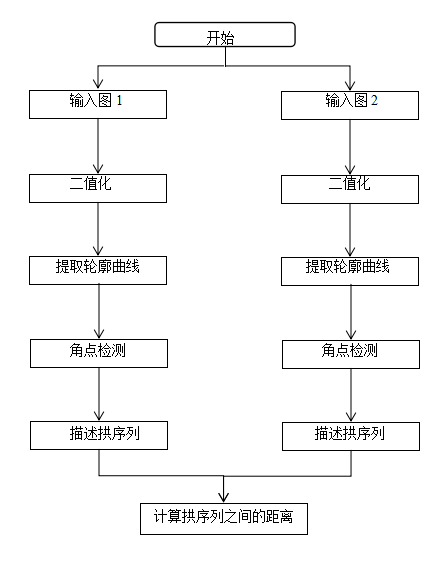 开始
输入图 1
输入图 2
二值化
二值化
提取轮廓曲线
提取轮廓曲线
角点检测
角点检测
描述拱序列
描述拱序列
计算拱序列之间的距离